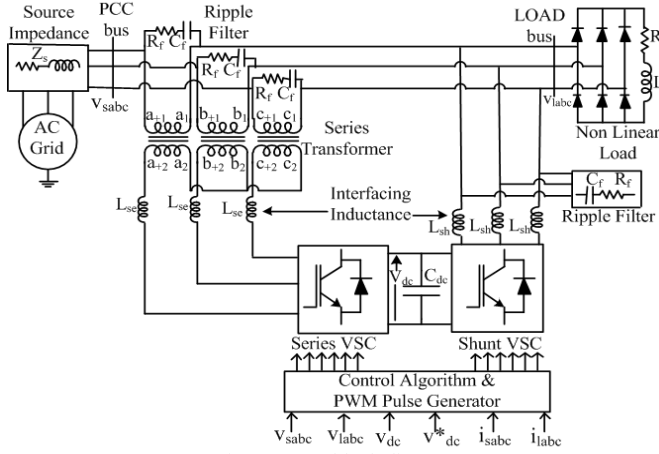 Source
Impedance
Zs
PCC
bus
vsabc
AC
Grid
Ripple
Filter
Rf Cf
Rf Cf
Rf Cf
a+1 a1 b+1 b1 c+1 c1
a+2 a2 b+2 b2 c+2 c2
Series
Transformer
Lse
Lse
Lse
Interfacing
Inductance
Lsh
Lsh
Lsh
LOAD
bus
vlabc
R
L
Non Linear
Load
Cf Rf
Ripple Filter
Vdc
Cdc
Series VSC
Shunt VSC
Control Algorithm &
PWM Pulse Generator
vsabc vlabc vdc v*dc isabc ilabc